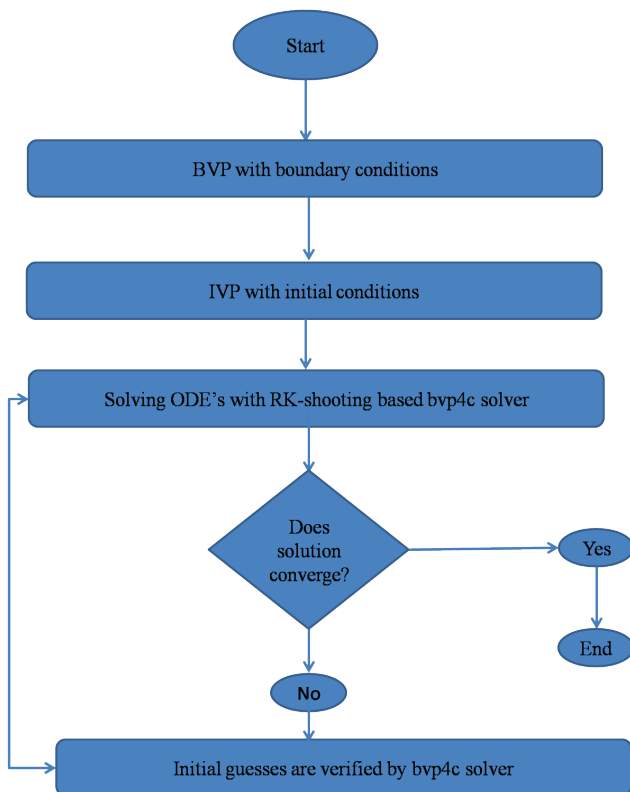 Start
BVP with boundary conditions
IVP with initial conditions
Solving ODE's with RK-shooting based bvp4c solver
Does
solution
converge?
Yes
End
No
Initial guesses are verified by bvp4c solver